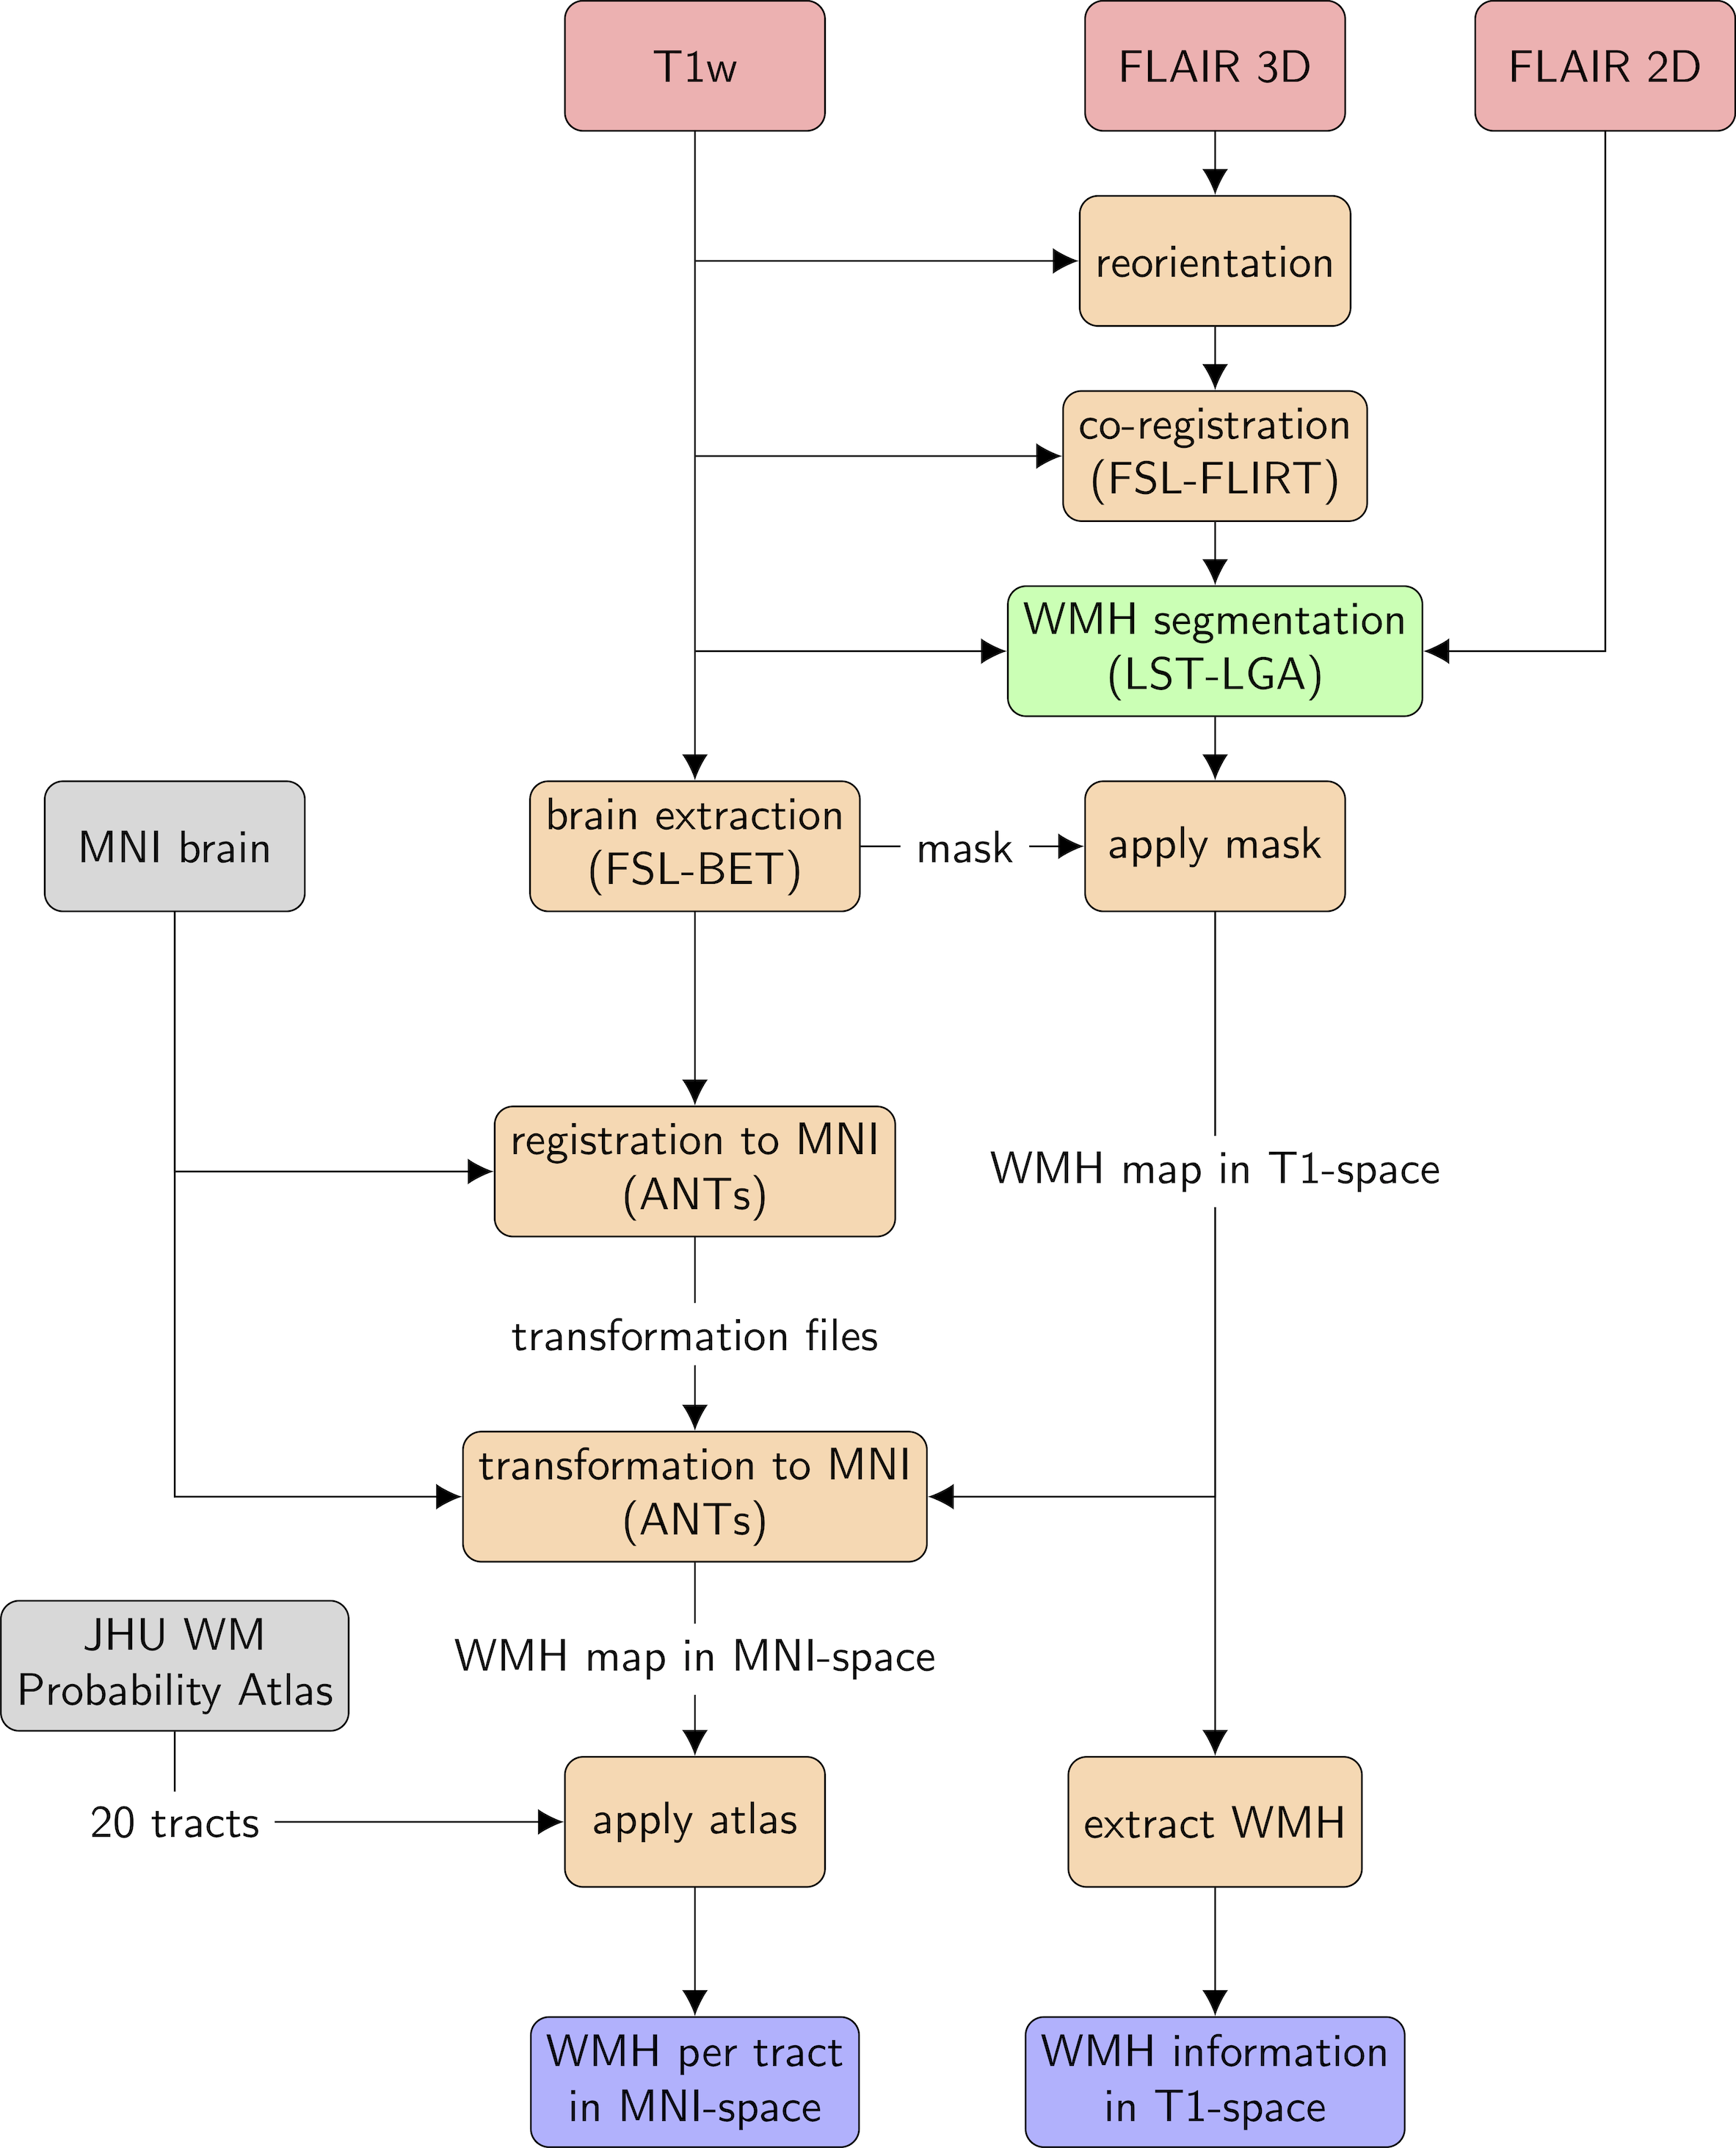 T1w
FLAIR 3D
FLAIR 2D
reorientation
co-registration
(FSL-FLIRT)
WMH segmentation
(LST-LGA)
MNI brain
brain extraction
(FSL-BET)
mask
apply mask
registration to MNI
(ANTs)
WMH map in T1-space
transformation files
transformation to MNI
(ANTs)
JHU WM
Probability Atlas
WMH map in MNI-space
20 tracts
apply atlas
extract WMH
WMH per tract
in MNI-space
WMH information
in T1-space